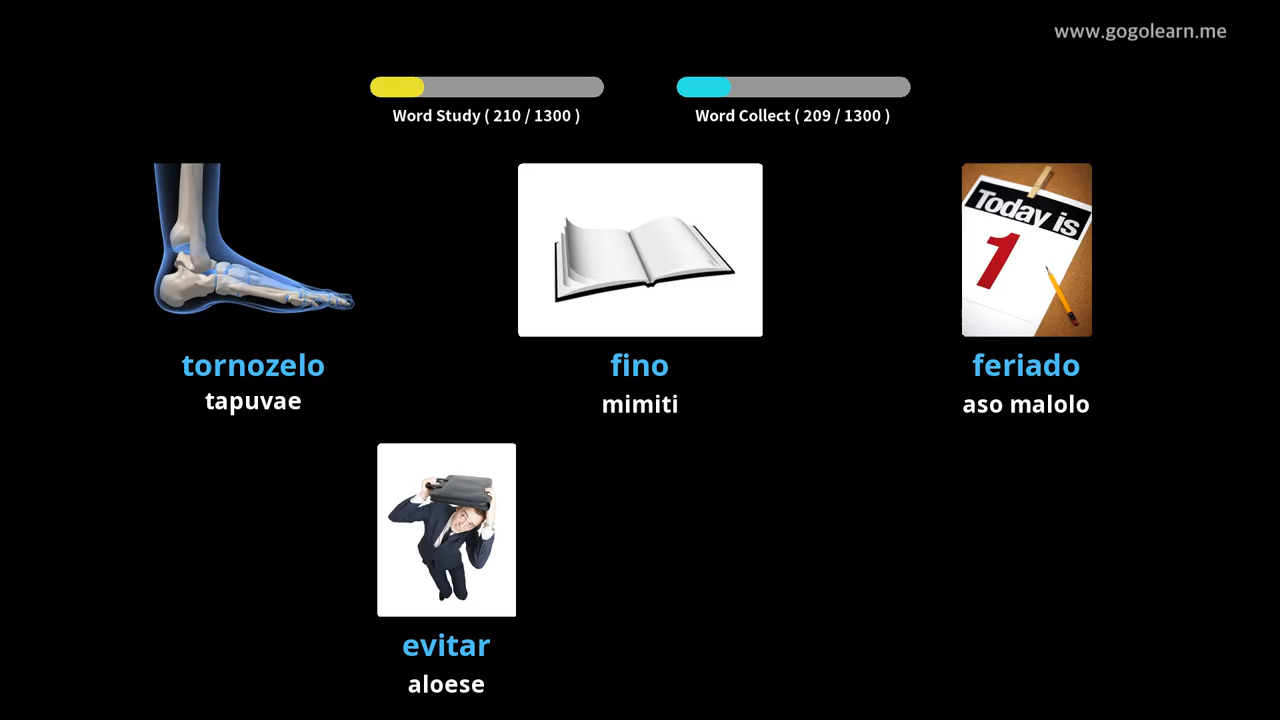 www.gogolearn.me
Word Study ( 210 / 1300 )
Word Collect ( 209 / 1300 )
Today is
1
tornozelo
tapuvae
fino
mimiti
feriado
aso malolo
evitar
aloese